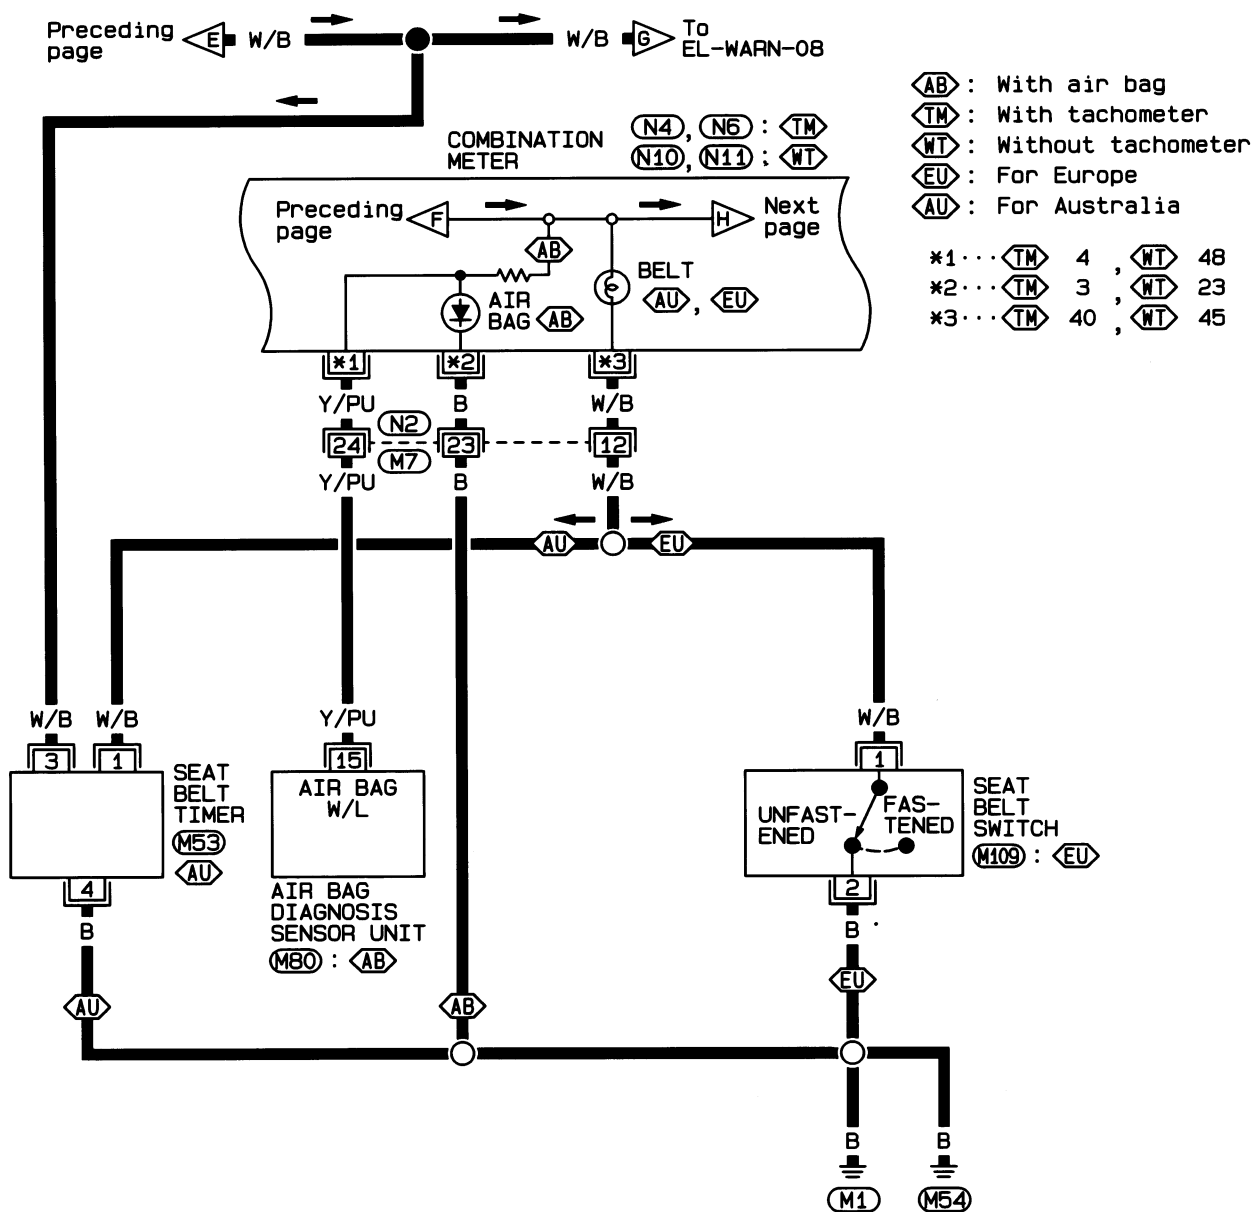 Preceding page
E
W/B
W/B
G
To EL-WARN-08
AB : With air bag
TM : With tachometer
WT : Without tachometer
EU : For Europe
AU : For Australia
COMBINATION METER
N4, N6 : TM
N10, N11 : WT
*1··· TM 4 , WT 48
*2··· TM 3 , WT 23
*3··· TM 40 , WT 45
Preceding page
F
H
Next page
AB
BELT
AU, EU
AIR BAG
AB
*1
*2
*3
Y/PU
B
W/B
N2
24
23
12
M7
Y/PU
B
W/B
AU
EU
W/B
W/B
Y/PU
W/B
3
1
15
1
SEAT BELT TIMER
M53
AU
AIR BAG W/L
UNFAST-ENED
FAS-TENED
SEAT BELT SWITCH
M109 : EU
4
2
AIR BAG DIAGNOSIS SENSOR UNIT
M80 : AB
B
B
AU
AB
EU
B
B
M1
M54